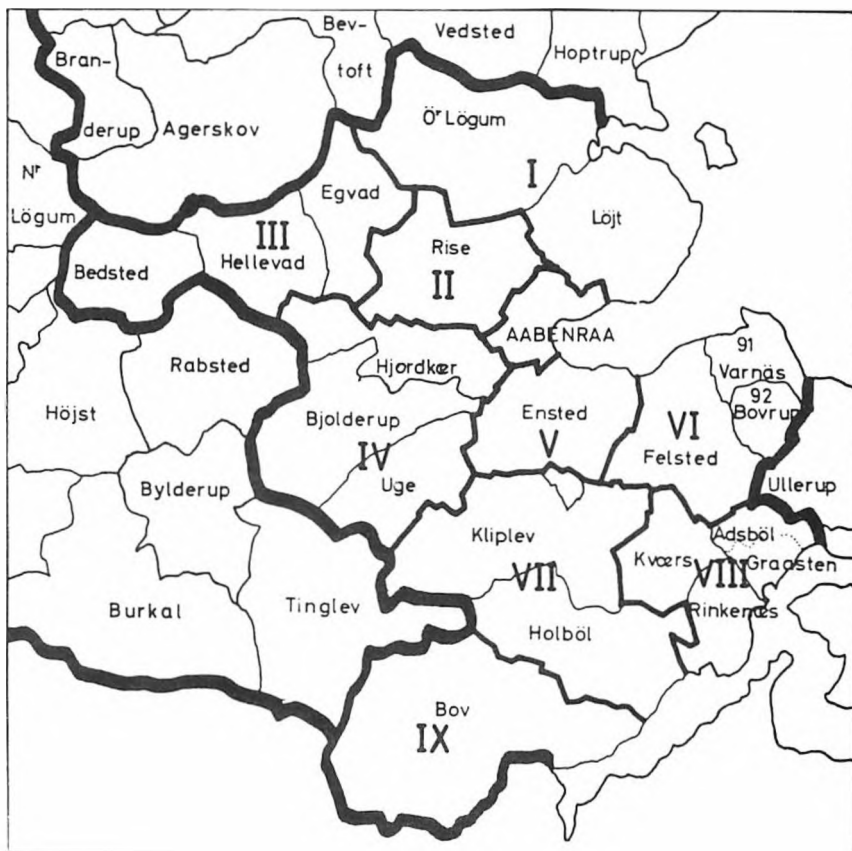 Bev-
toft
Vedsted
Hoptrup
Bran-
derup
Agerskov
Öʳ Lögum
Nʳ
Lögum
Egvad
I
III
Hellevad
Löjt
Bedsted
Rise
II
AABENRAA
Rabsted
Hjordkær
91
Varnäs
92
Bovrup
Höjst
Bjolderup
Ensted
IV
V
VI
Felsted
Uge
Bylderup
Ullerup
Kliplev
Adsböl
Kværs
Graasten
VII
VIII
Burkal
Tinglev
Rinkenæs
Holböl
Bov
IX